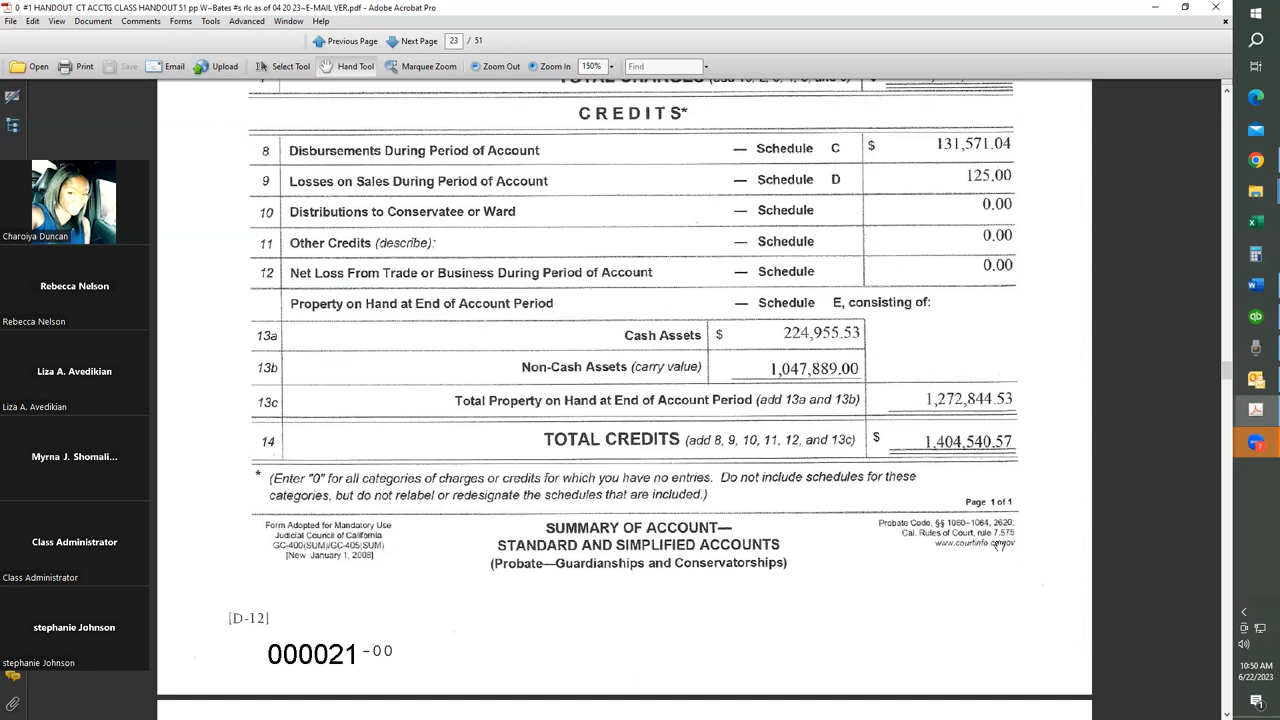 0 #1 HANDOUT CT ACCTG CLASS HANDOUT 51 pp W~Bates #s rlc as of 04 20 23~E-MAIL VER.pdf - Adobe Acrobat Pro
File Edit View Document Comments Forms Tools Advanced Window Help
Previous Page Next Page 23 / 51
Open Print Save Email Upload Select Tool Hand Tool Marquee Zoom Zoom Out Zoom In 150% Find
CREDITS*
8 Disbursements During Period of Account — Schedule C $ 131,571.04
9 Losses on Sales During Period of Account — Schedule D 125.00
10 Distributions to Conservatee or Ward — Schedule 0.00
11 Other Credits (describe): — Schedule 0.00
12 Net Loss From Trade or Business During Period of Account — Schedule 0.00
Property on Hand at End of Account Period — Schedule E, consisting of:
13a Cash Assets $ 224,955.53
13b Non-Cash Assets (carry value) 1,047,889.00
13c Total Property on Hand at End of Account Period (add 13a and 13b) 1,272,844.53
14 TOTAL CREDITS (add 8, 9, 10, 11, 12, and 13c) $ 1,404,540.57
* (Enter "0" for all categories of charges or credits for which you have no entries. Do not include schedules for these
categories, but do not relabel or redesignate the schedules that are included.)
Page 1 of 1
Form Adopted for Mandatory Use
Judicial Council of California
GC-400(SUM)/GC-405(SUM)
[New January 1, 2008]
SUMMARY OF ACCOUNT—
STANDARD AND SIMPLIFIED ACCOUNTS
(Probate—Guardianships and Conservatorships)
Probate Code, §§ 1060–1064, 2620;
Cal. Rules of Court, rule 7.575
[D-12]
000021-00
Charoiya Duncan
Rebecca Nelson
Rebecca Nelson
Liza A. Avedikian
Liza A. Avedikian
Myrna J. Shomali...
Class Administrator
Class Administrator
stephanie Johnson
stephanie Johnson
10:50 AM
6/22/2023